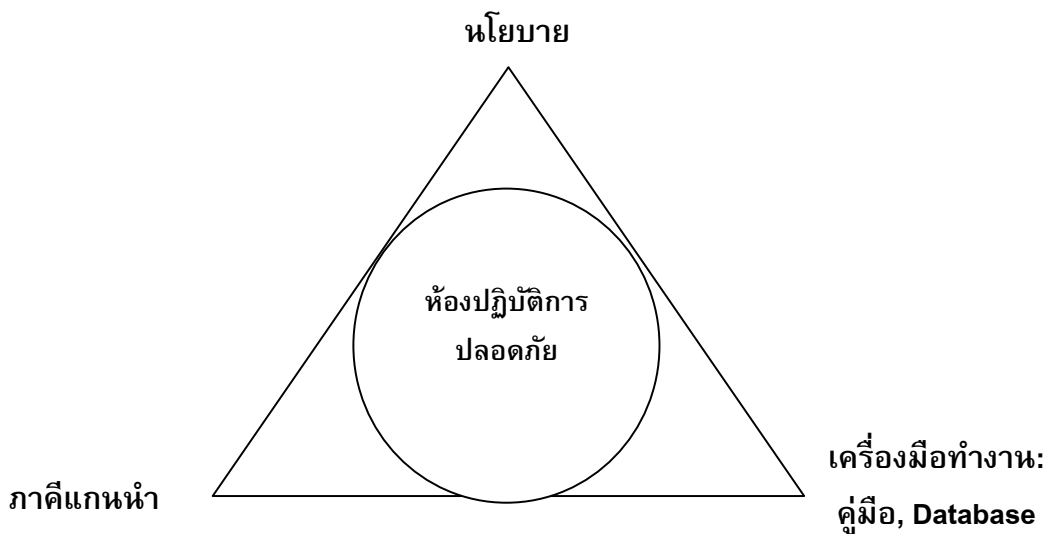 นโยบาย
ห้องปฏิบัติการ
ปลอดภัย
ภาคีแกนนำ
เครื่องมือทำงาน:
คู่มือ, Database